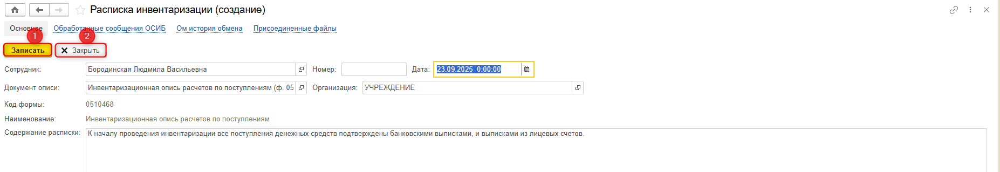 Расписка инвентаризации (создание)
Основное Обработанные сообщения ОСИБ Ом история обмена Присоединенные файлы
1 2
Записать Закрыть
Сотрудник: Бородинская Людмила Васильевна Номер: Дата: 23.09.2025 0:00:00
Документ описи: Инвентаризационная опись расчетов по поступлениям (ф. 05 Организация: УЧРЕЖДЕНИЕ
Код формы: 0510468
Наименование: Инвентаризационная опись расчетов по поступлениям
Содержание расписки: К началу проведения инвентаризации все поступления денежных средств подтверждены банковскими выписками, и выписками из лицевых счетов.